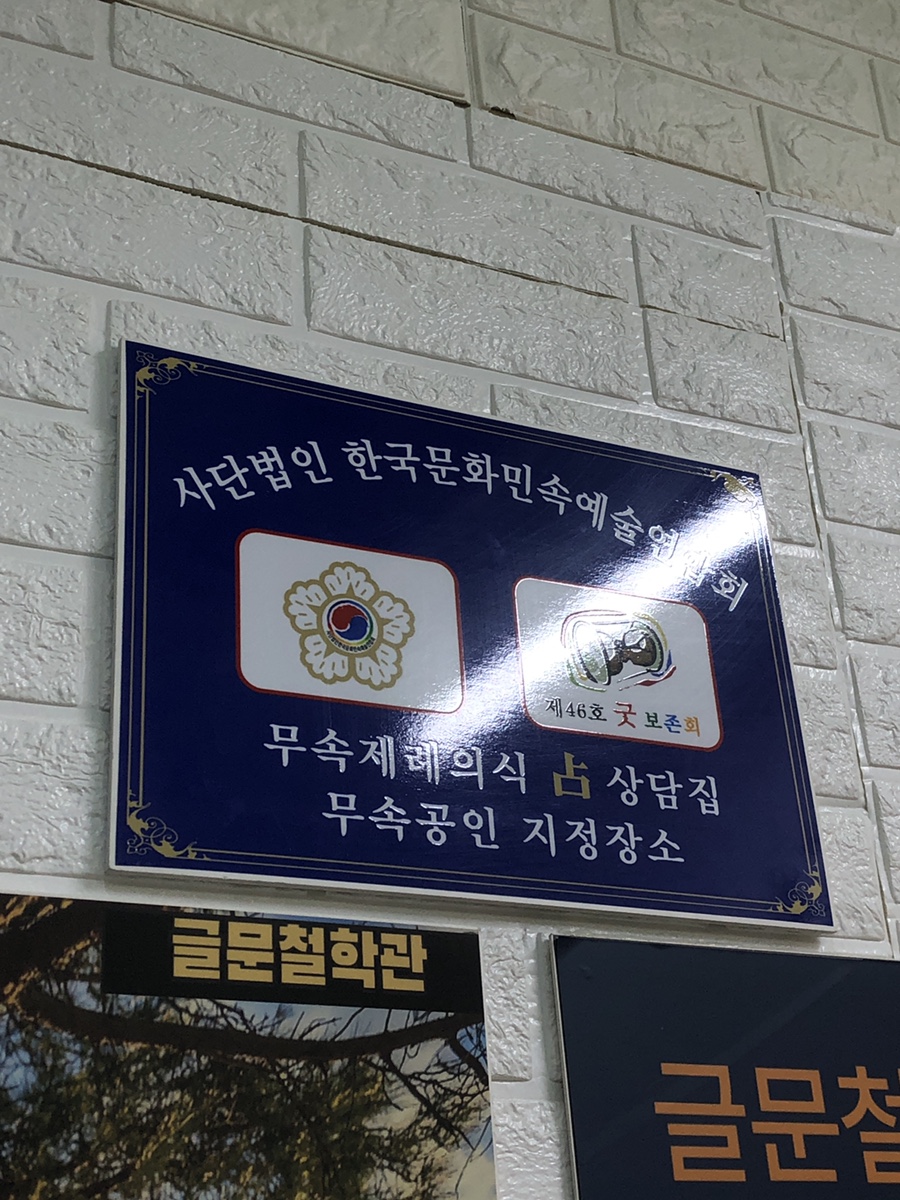 사단법인 한국문화민속예술연합회
제46호 굿 보존회
무속제례의식 占 상담집
무속공인 지정장소
글문철학관
글문철